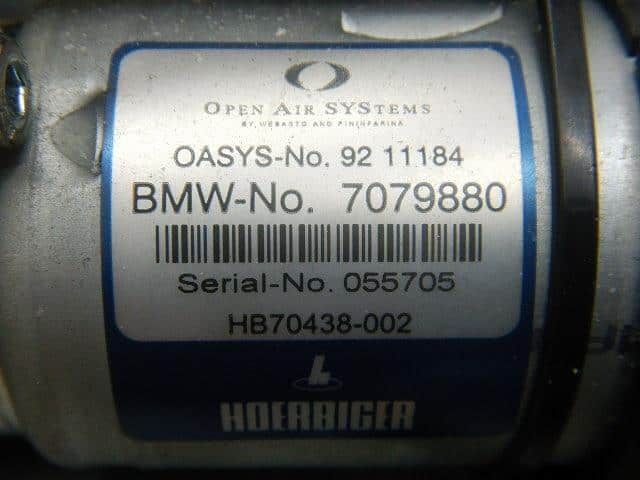 OPEN AIR SYSTEMS
BY WEBASTO AND PININFARINA
OASYS-No. 92 11184
BMW-No. 7079880
Serial-No. 055705
HB70438-002
HOERBIGER